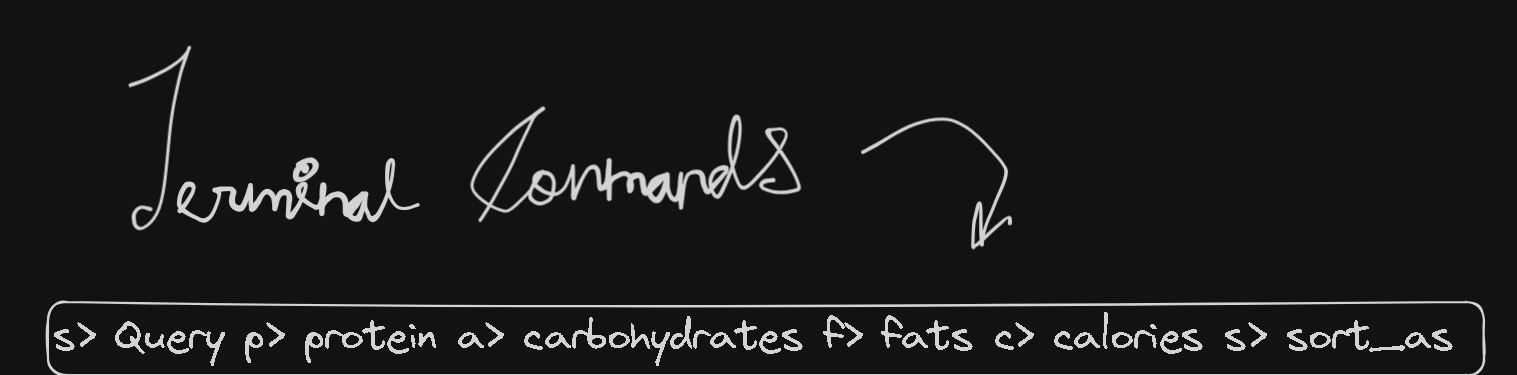 Terminal Commands
s> Query p> protein a> carbohydrates f> fats c> calories s> sort_as